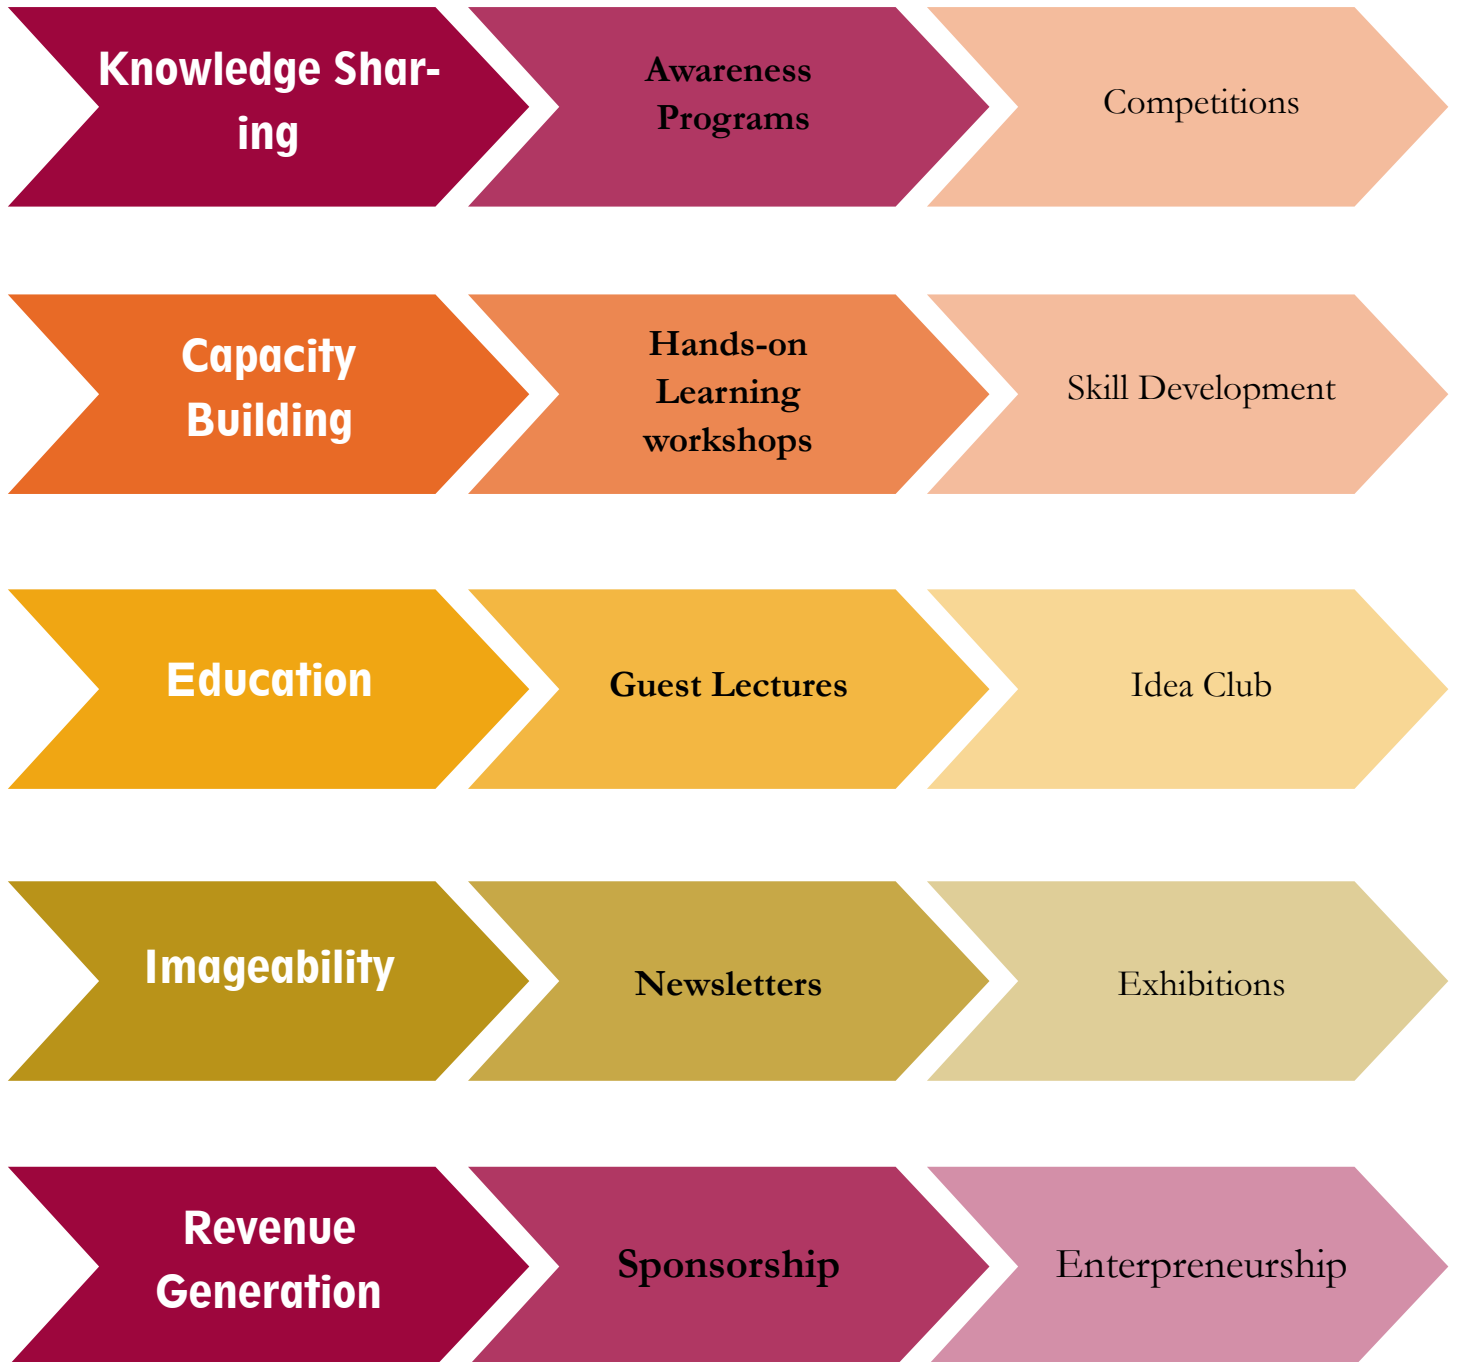 Knowledge Shar-
ing
Awareness
Programs
Competitions
Capacity
Building
Hands-on
Learning
workshops
Skill Development
Education
Guest Lectures
Idea Club
Imageability
Newsletters
Exhibitions
Revenue
Generation
Sponsorship
Enterpreneurship